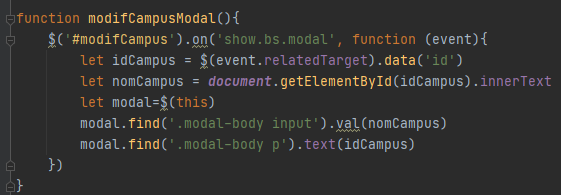 function modifCampusModal(){
    $('#modifCampus').on('show.bs.modal', function (event){
        let idCampus = $(event.relatedTarget).data('id')
        let nomCampus = document.getElementById(idCampus).innerText
        let modal=$(this)
        modal.find('.modal-body input').val(nomCampus)
        modal.find('.modal-body p').text(idCampus)
    })
}